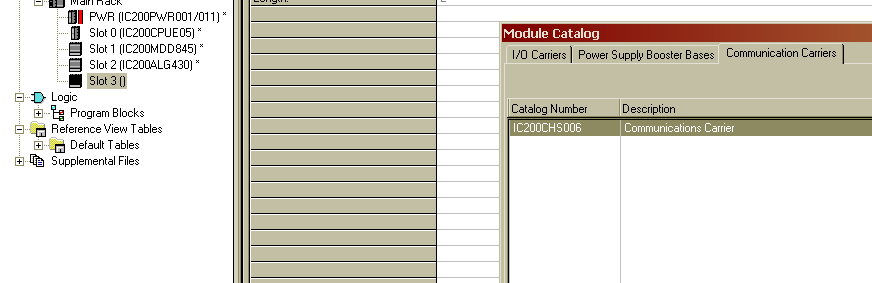 Main Rack
PWR (IC200PWR001/011) *
Slot 0 (IC200CPUE05) *
Slot 1 (IC200MDD845) *
Slot 2 (IC200ALG430) *
Slot 3 ()
Logic
Program Blocks
Reference View Tables
Default Tables
Supplemental Files
Length:
Module Catalog
I/O Carriers
Power Supply Booster Bases
Communication Carriers
Catalog Number
Description
IC200CHS006
Communications Carrier